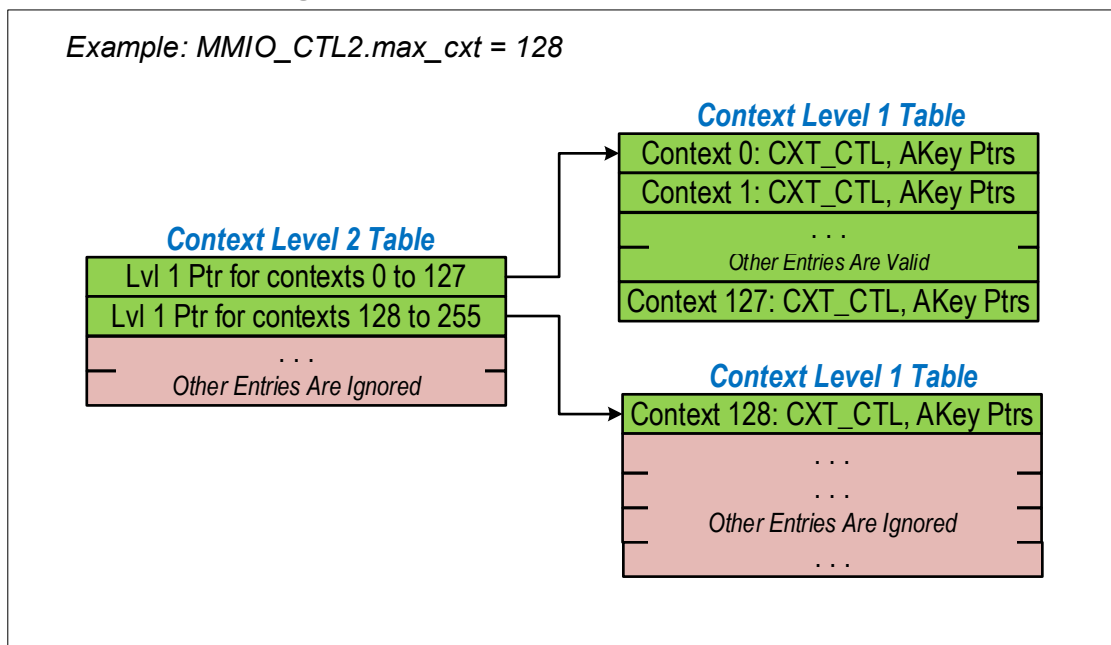 Example: MMIO_CTL2.max_cxt = 128
Context Level 2 Table
Lvl 1 Ptr for contexts 0 to 127
Lvl 1 Ptr for contexts 128 to 255
. . .
Other Entries Are Ignored
Context Level 1 Table
Context 0: CXT_CTL, AKey Ptrs
Context 1: CXT_CTL, AKey Ptrs
. . .
Other Entries Are Valid
Context 127: CXT_CTL, AKey Ptrs
Context Level 1 Table
Context 128: CXT_CTL, AKey Ptrs
. . .
. . .
Other Entries Are Ignored
. . .